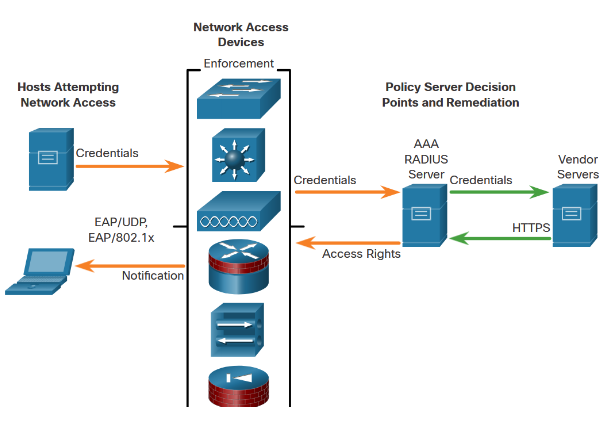 Network Access
Devices
Enforcement
Hosts Attempting
Network Access
Policy Server Decision
Points and Remediation
Credentials
EAP/UDP,
EAP/802.1x
Notification
Credentials
Access Rights
AAA
RADIUS
Server
Credentials
HTTPS
Vendor
Servers